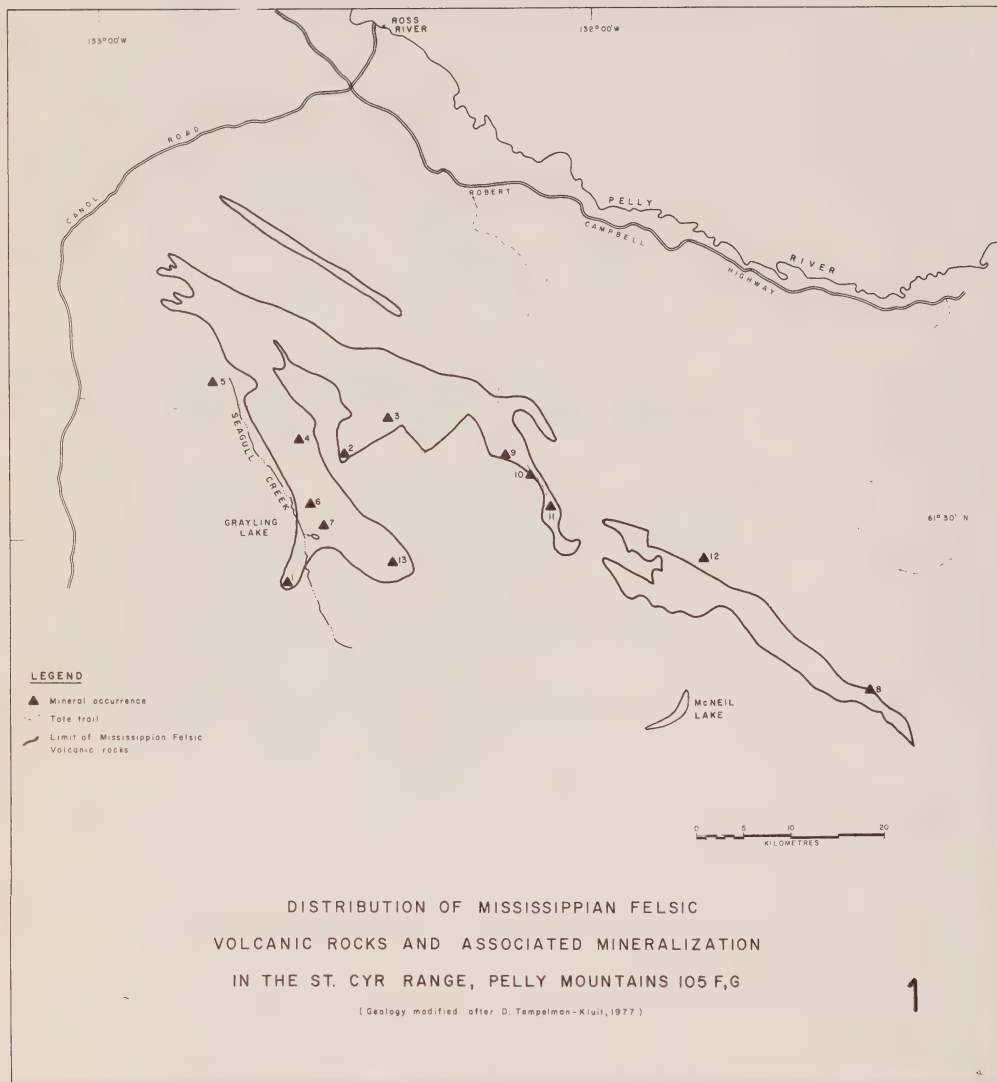 ROSS
RIVER
133°00'W
132°00'W
CANOL ROAD
ROBERT
CAMPBELL
HIGHWAY
PELLY
RIVER
5
3
4
2
9
10
SEAGULL CREEK
6
7
GRAYLING
LAKE
11
61°30' N
12
13
1
8
McNEIL
LAKE
LEGEND
Mineral occurrence
Tote trail
Limit of Mississippian Felsic
Volcanic rocks
0 5 10 20
KILOMETRES
DISTRIBUTION OF MISSISSIPPIAN FELSIC
VOLCANIC ROCKS AND ASSOCIATED MINERALIZATION
IN THE ST. CYR RANGE, PELLY MOUNTAINS 105 F,G
(Geology modified after D. Tempelman-Kluit, 1977)
1